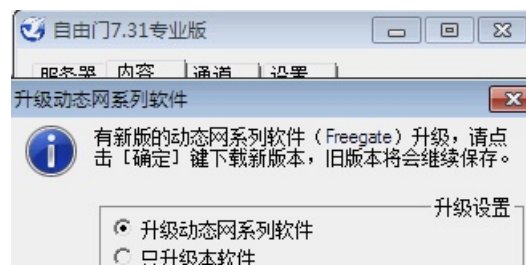 自由门7.31专业版
服务器 内容 通道 设置
升级动态网系列软件
有新版的动态网系列软件（Freegate）升级，请点
击［确定］键下载新版本，旧版本将会继续保存。
升级设置
升级动态网系列软件
只升级本软件